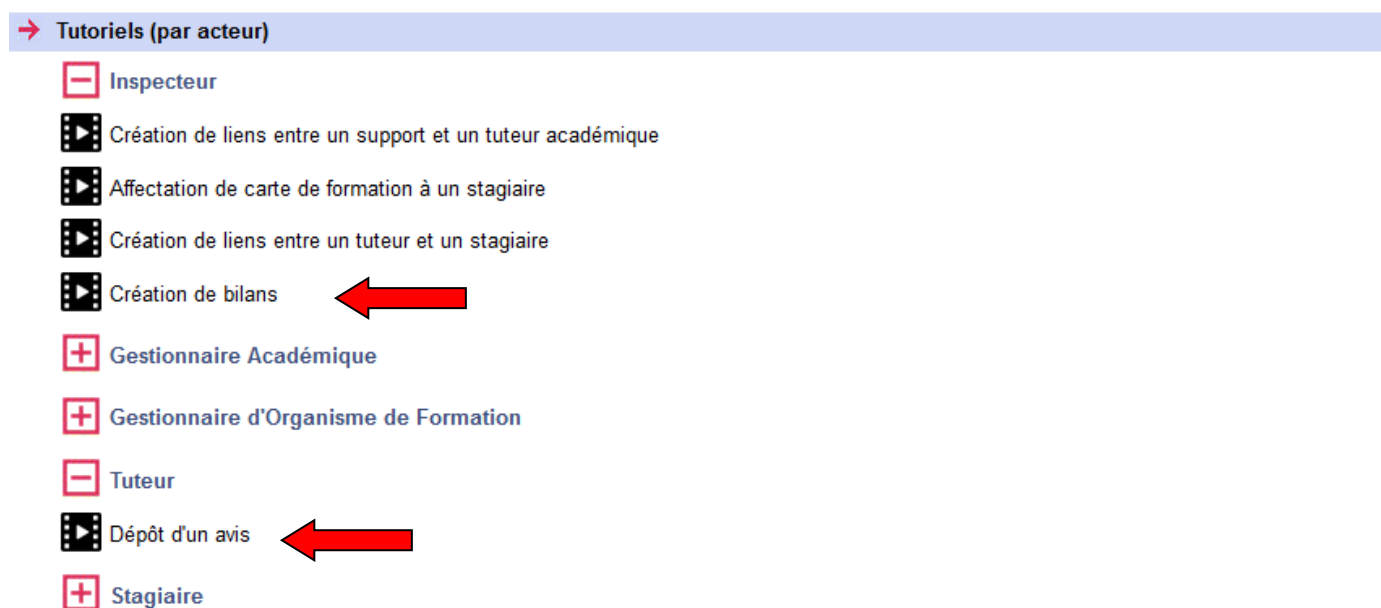 Tutoriels (par acteur)
Inspecteur
Création de liens entre un support et un tuteur académique
Affectation de carte de formation à un stagiaire
Création de liens entre un tuteur et un stagiaire
Création de bilans
Gestionnaire Académique
Gestionnaire d'Organisme de Formation
Tuteur
Dépôt d'un avis
Stagiaire